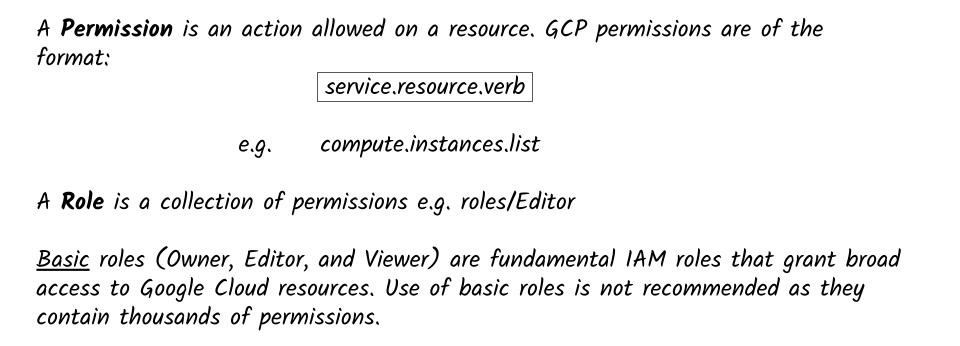 A Permission is an action allowed on a resource. GCP permissions are of the
format:
service.resource.verb
e.g. compute.instances.list
A Role is a collection of permissions e.g. roles/Editor
Basic roles (Owner, Editor, and Viewer) are fundamental IAM roles that grant broad
access to Google Cloud resources. Use of basic roles is not recommended as they
contain thousands of permissions.